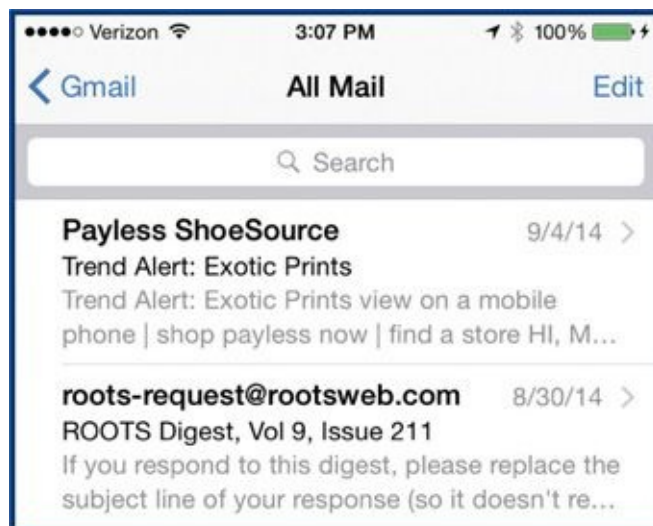 Verizon 3:07 PM 100%
Gmail All Mail Edit
Search
Payless ShoeSource 9/4/14
Trend Alert: Exotic Prints
Trend Alert: Exotic Prints view on a mobile
phone | shop payless now | find a store HI, M...
roots-request@rootsweb.com 8/30/14
ROOTS Digest, Vol 9, Issue 211
If you respond to this digest, please replace the
subject line of your response (so it doesn't re...